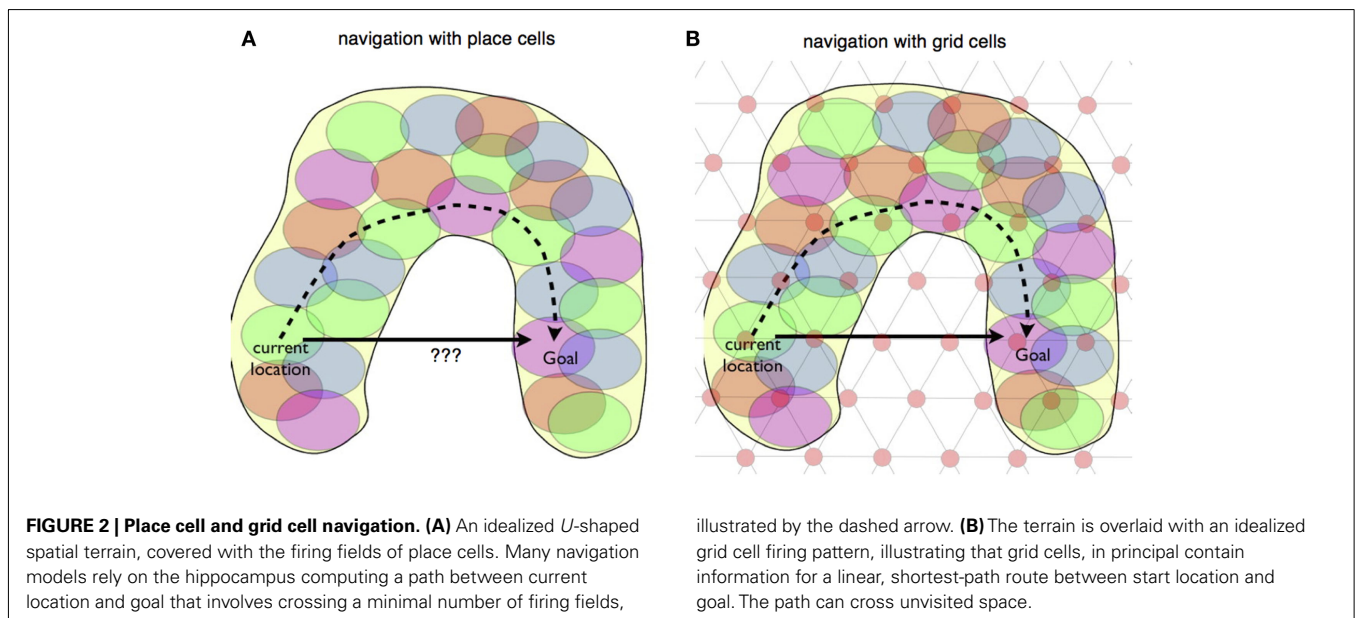 A
navigation with place cells
B
navigation with grid cells
current
location
???
Goal
current
location
Goal
FIGURE 2 | Place cell and grid cell navigation. (A) An idealized U-shaped
spatial terrain, covered with the firing fields of place cells. Many navigation
models rely on the hippocampus computing a path between current
location and goal that involves crossing a minimal number of firing fields,
illustrated by the dashed arrow. (B) The terrain is overlaid with an idealized
grid cell firing pattern, illustrating that grid cells, in principal contain
information for a linear, shortest-path route between start location and
goal. The path can cross unvisited space.